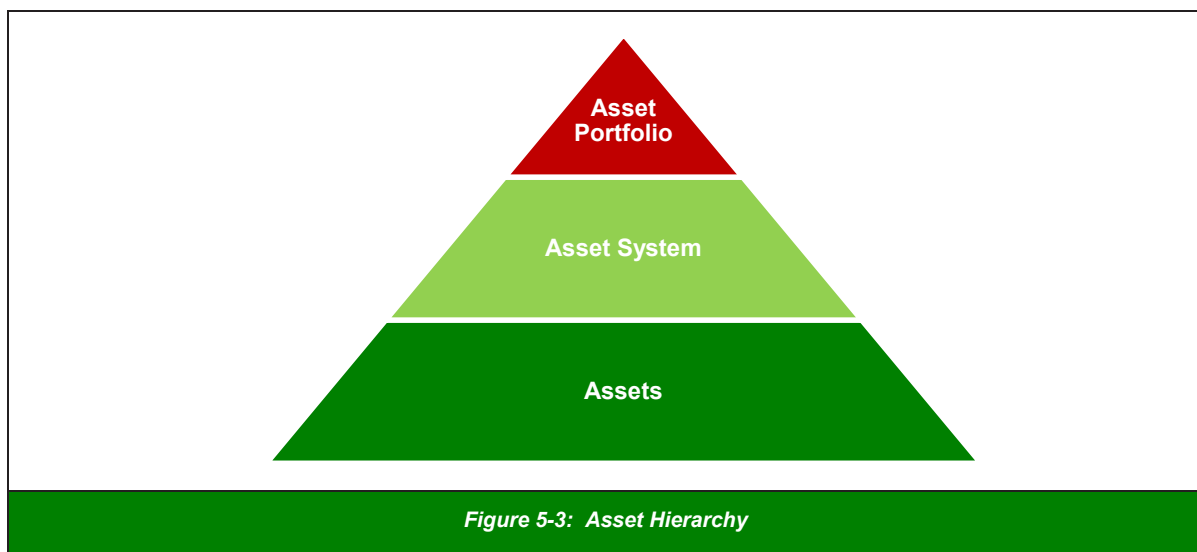 Asset
Portfolio
Asset System
Assets
Figure 5-3: Asset Hierarchy